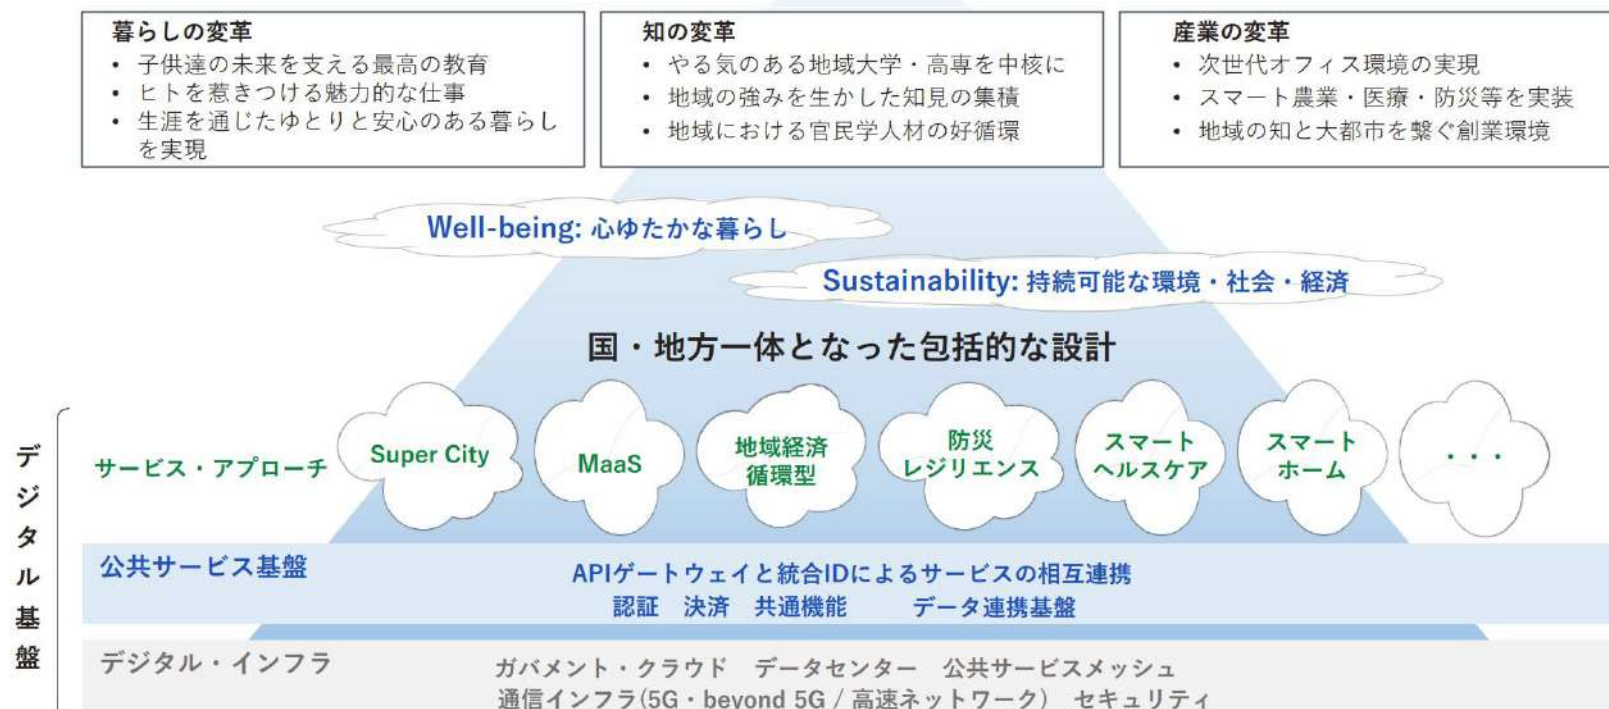 暮らしの変革
• 子供達の未来を支える最高の教育
• ヒトを惹きつける魅力的な仕事
• 生涯を通じたゆとりと安心のある暮らし
を実現
知の変革
• やる気のある地域大学・高専を中核に
• 地域の強みを生かした知見の集積
• 地域における官民学人材の好循環
産業の変革
• 次世代オフィス環境の実現
• スマート農業・医療・防災等を実装
• 地域の知と大都市を繋ぐ創業環境
Well-being: 心ゆたかな暮らし
Sustainability: 持続可能な環境・社会・経済
国・地方一体となった包括的な設計
デジタル基盤
サービス・アプローチ
Super City
MaaS
地域経済
循環型
防災
レジリエンス
スマート
ヘルスケア
スマート
ホーム
・・・
公共サービス基盤
APIゲートウェイと統合IDによるサービスの相互連携
認証 決済 共通機能 データ連携基盤
デジタル・インフラ
ガバメント・クラウド データセンター 公共サービスメッシュ
通信インフラ(5G・beyond 5G / 高速ネットワーク) セキュリティ